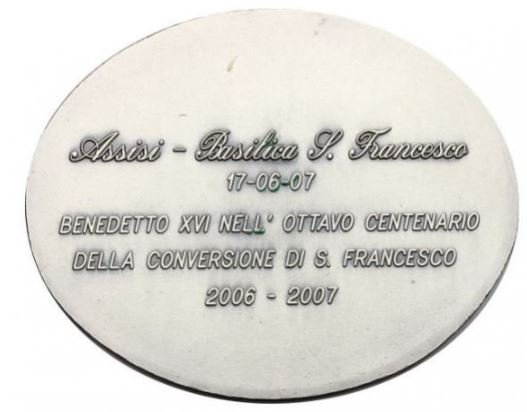 Assisi - Basilica S. Francesco
17-06-07
BENEDETTO XVI NELL' OTTAVO CENTENARIO
DELLA CONVERSIONE DI S. FRANCESCO
2006 - 2007